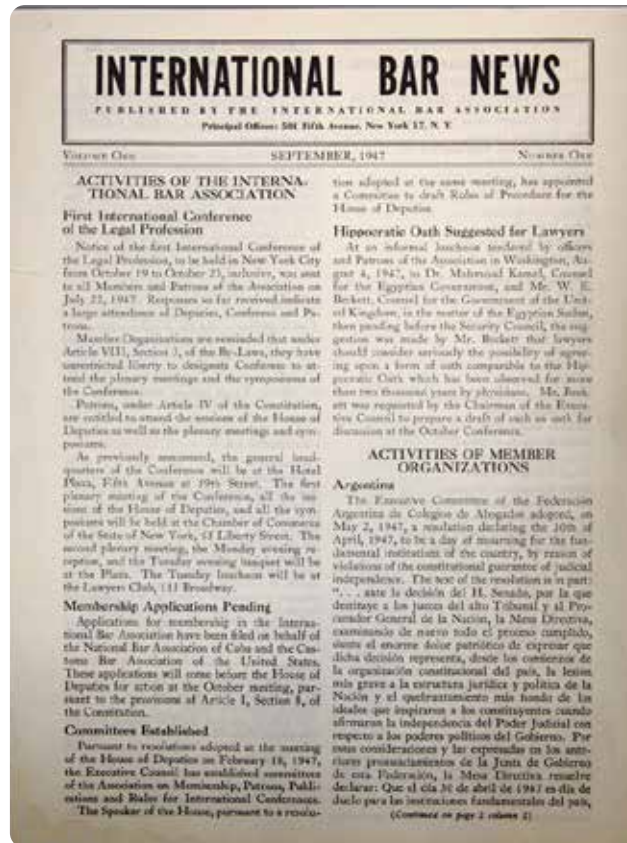 INTERNATIONAL BAR NEWS
PUBLISHED BY THE INTERNATIONAL BAR ASSOCIATION
Principal Offices: 501 Fifth Avenue, New York 17, N. Y.
VOLUME ONE SEPTEMBER, 1947 NUMBER ONE
ACTIVITIES OF THE INTERNA-
TIONAL BAR ASSOCIATION
First International Conference
of the Legal Profession
Notice of the first International Conference of
the Legal Profession, to be held in New York City
from October 19 to October 23, inclusive, was sent
to all Members and Patrons of the Association on
July 22, 1947. Responses so far received indicate
a large attendance of Deputies, Conferees and Pa-
trons.
Member Organizations are reminded that under
Article VIII, Section 3, of the By-Laws, they have
unrestricted liberty to designate Conferees to at-
tend the plenary meetings and the symposiums of
the Conference.
Patrons, under Article IV of the Constitution,
are entitled to attend the sessions of the House of
Deputies as well as the plenary meetings and sym-
posiums.
As previously announced, the general head-
quarters of the Conference will be at the Hotel
Plaza, Fifth Avenue at 59th Street. The first
plenary meeting of the Conference, all the ses-
sions of the House of Deputies, and all the sym-
posiums will be held at the Chamber of Commerce
of the State of New York, 65 Liberty Street. The
second plenary meeting, the Monday evening re-
ception, and the Tuesday evening banquet will be
at the Plaza. The Tuesday luncheon will be at
the Lawyers Club, 115 Broadway.
Membership Applications Pending
Applications for membership in the Interna-
tional Bar Association have been filed on behalf of
the National Bar Association of Cuba and the Cus-
toms Bar Association of the United States.
These applications will come before the House of
Deputies for action at the October meeting, pur-
suant to the provisions of Article I, Section 8, of
the Constitution.
Committees Established
Pursuant to resolutions adopted at the meeting
of the House of Deputies on February 18, 1947,
the Executive Council has established committees
of the Association on Membership, Patrons, Publi-
cations and Rules for International Conferences.
The Speaker of the House, pursuant to a resolu-
tion adopted at the same meeting, has appointed
a Committee to draft Rules of Procedure for the
House of Deputies.
Hippocratic Oath Suggested for Lawyers
At an informal luncheon tendered by officers
and Patrons of the Association in Washington, Au-
gust 4, 1947, to Dr. Mahmoud Kamel, Counsel
for the Egyptian Government, and Mr. W. E.
Beckett, Counsel for the Government of the Unit-
ed Kingdom, in the matter of the Egyptian Sudan,
then pending before the Security Council, the sug-
gestion was made by Mr. Beckett that lawyers
should consider seriously the possibility of agree-
ing upon a form of oath comparable to the Hip-
pocratic Oath which has been observed for more
than two thousand years by physicians. Mr. Beck-
ett was requested by the Chairman of the Execu-
tive Council to prepare a draft of such an oath for
discussion at the October Conference.
ACTIVITIES OF MEMBER
ORGANIZATIONS
Argentina
The Executive Committee of the Federacion
Argentina de Colegios de Abogados adopted, on
May 2, 1947, a resolution declaring the 30th of
April, 1947, to be a day of mourning for the fun-
damental institutions of the country, by reason of
violations of the constitutional guarantee of judicial
independence. The text of the resolution is in part:
". . . ante la decisión del H. Senado, por la que
destituye a los jueces del alto Tribunal y al Pro-
curador General de la Nación, la Mesa Directiva,
examinando de nuevo todo el proceso cumplido,
siente el enorme dolor patriótico de expresar que
dicha decisión representa, desde los comienzos de
la organización constitucional del país, la lesión
más grave a la estructura jurídica y política de la
Nación y el quebrantamiento más hondo de los
ideales que inspiraron a los constituyentes cuando
afirmaron la independencia del Poder Judicial con
respecto a los poderes políticos del Gobierno. Por
estas consideraciones y las expresadas en los ante-
riores pronunciamientos de la Junta de Gobierno
de esta Federación, la Mesa Directiva resuelve
declarar: Que el día 30 de abril de 1947 es día de
duelo para las instituciones fundamentales del país,
(Continued on page 2 column 2)